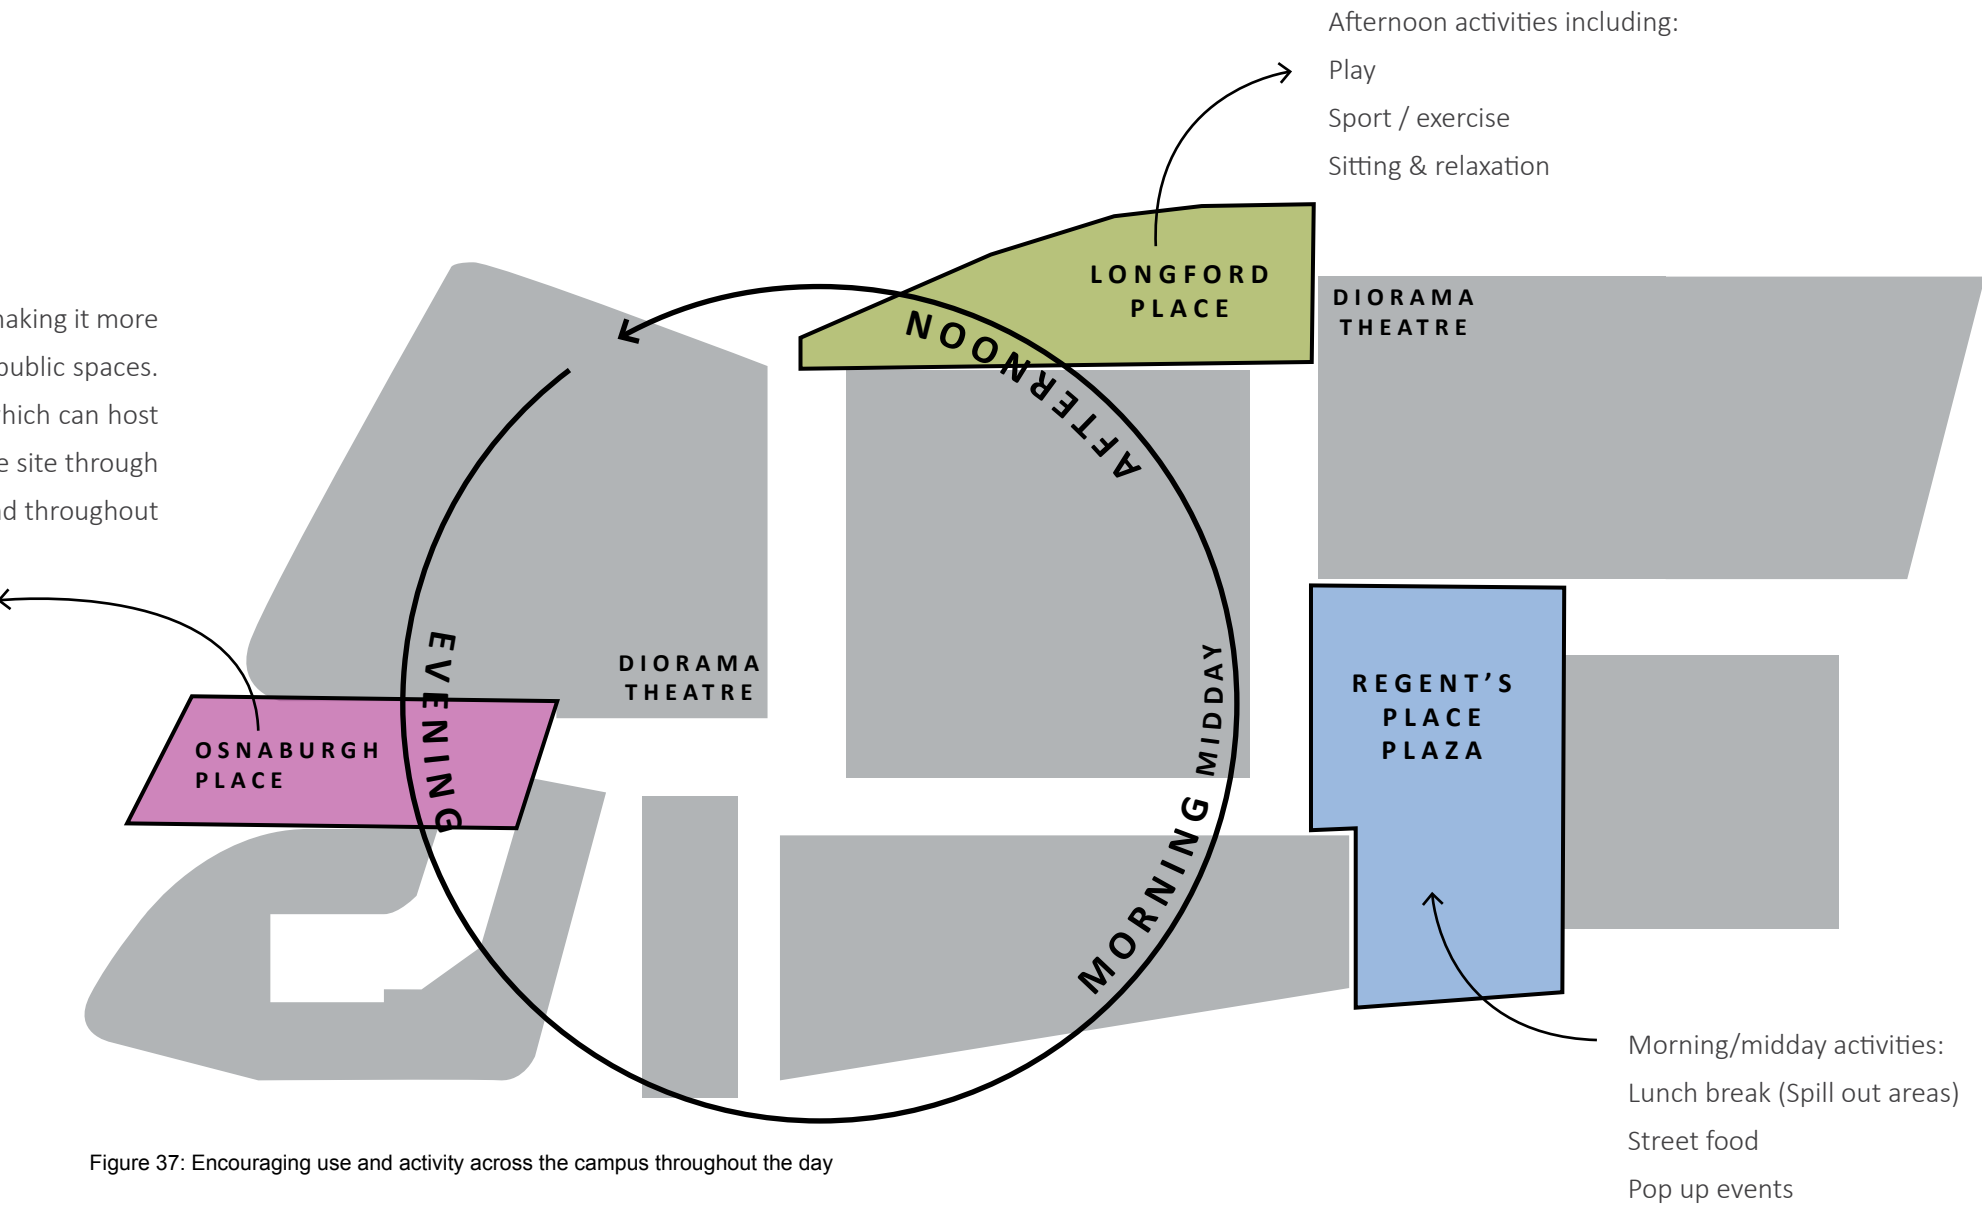 Afternoon activities including:
Play
Sport / exercise
Sitting & relaxation
making it more
public spaces.
which can host
e site through
d throughout
LONGFORD
PLACE
DIORAMA
THEATRE
AFTERNOON
EVENING
DIORAMA
THEATRE
MIDDAY
MORNING
REGENT’S
PLACE
PLAZA
OSNABURGH
PLACE
Morning/midday activities:
Lunch break (Spill out areas)
Street food
Pop up events
Figure 37: Encouraging use and activity across the campus throughout the day